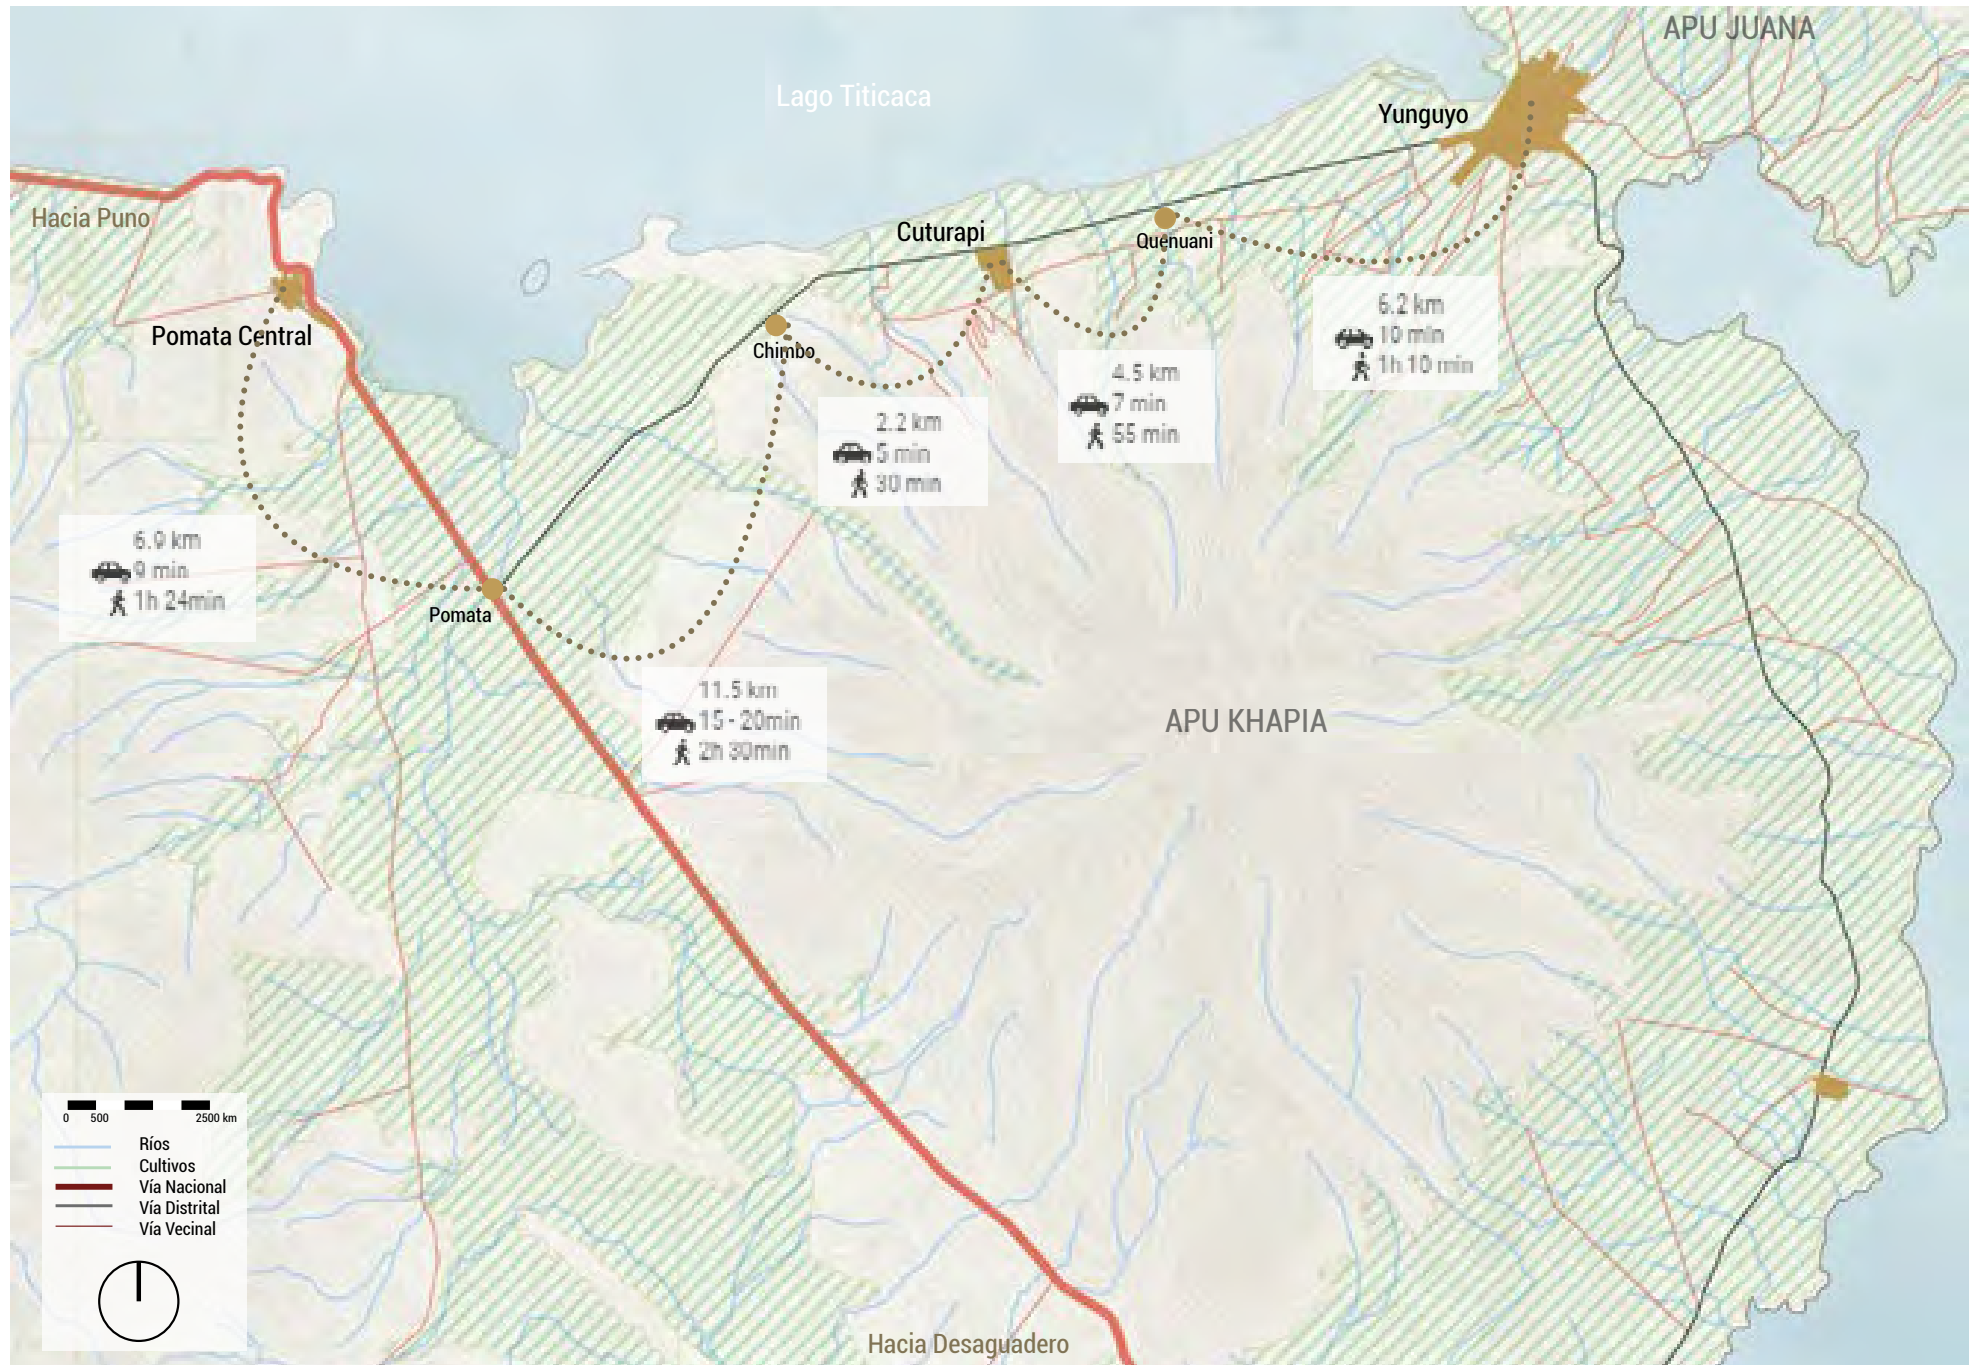 APU JUANA
Lago Titicaca
Yunguyo
Hacia Puno
Cuturapi
Quenuani
Pomata Central
Chimbo
6.2 km
10 min
1h 10 min
4.5 km
7 min
55 min
2.2 km
5 min
30 min
6.9 km
9 min
1h 24min
Pomata
11.5 km
15 - 20min
2h 30min
APU KHAPIA
0 500 2500 km
Ríos
Cultivos
Vía Nacional
Vía Distrital
Vía Vecinal
Hacia Desaguadero